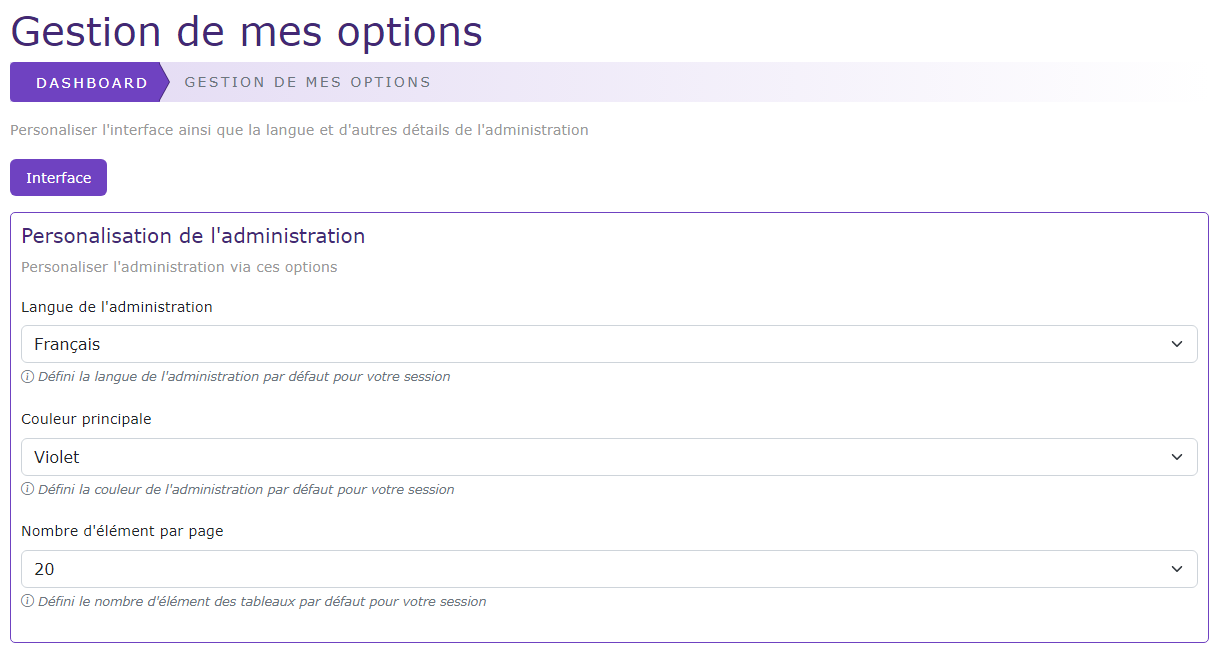 Gestion de mes options
DASHBOARD GESTION DE MES OPTIONS
Personaliser l'interface ainsi que la langue et d'autres détails de l'administration
Interface
Personalisation de l'administration
Personaliser l'administration via ces options
Langue de l'administration
Français
Défini la langue de l'administration par défaut pour votre session
Couleur principale
Violet
Défini la couleur de l'administration par défaut pour votre session
Nombre d'élément par page
20
Défini le nombre d'élément des tableaux par défaut pour votre session